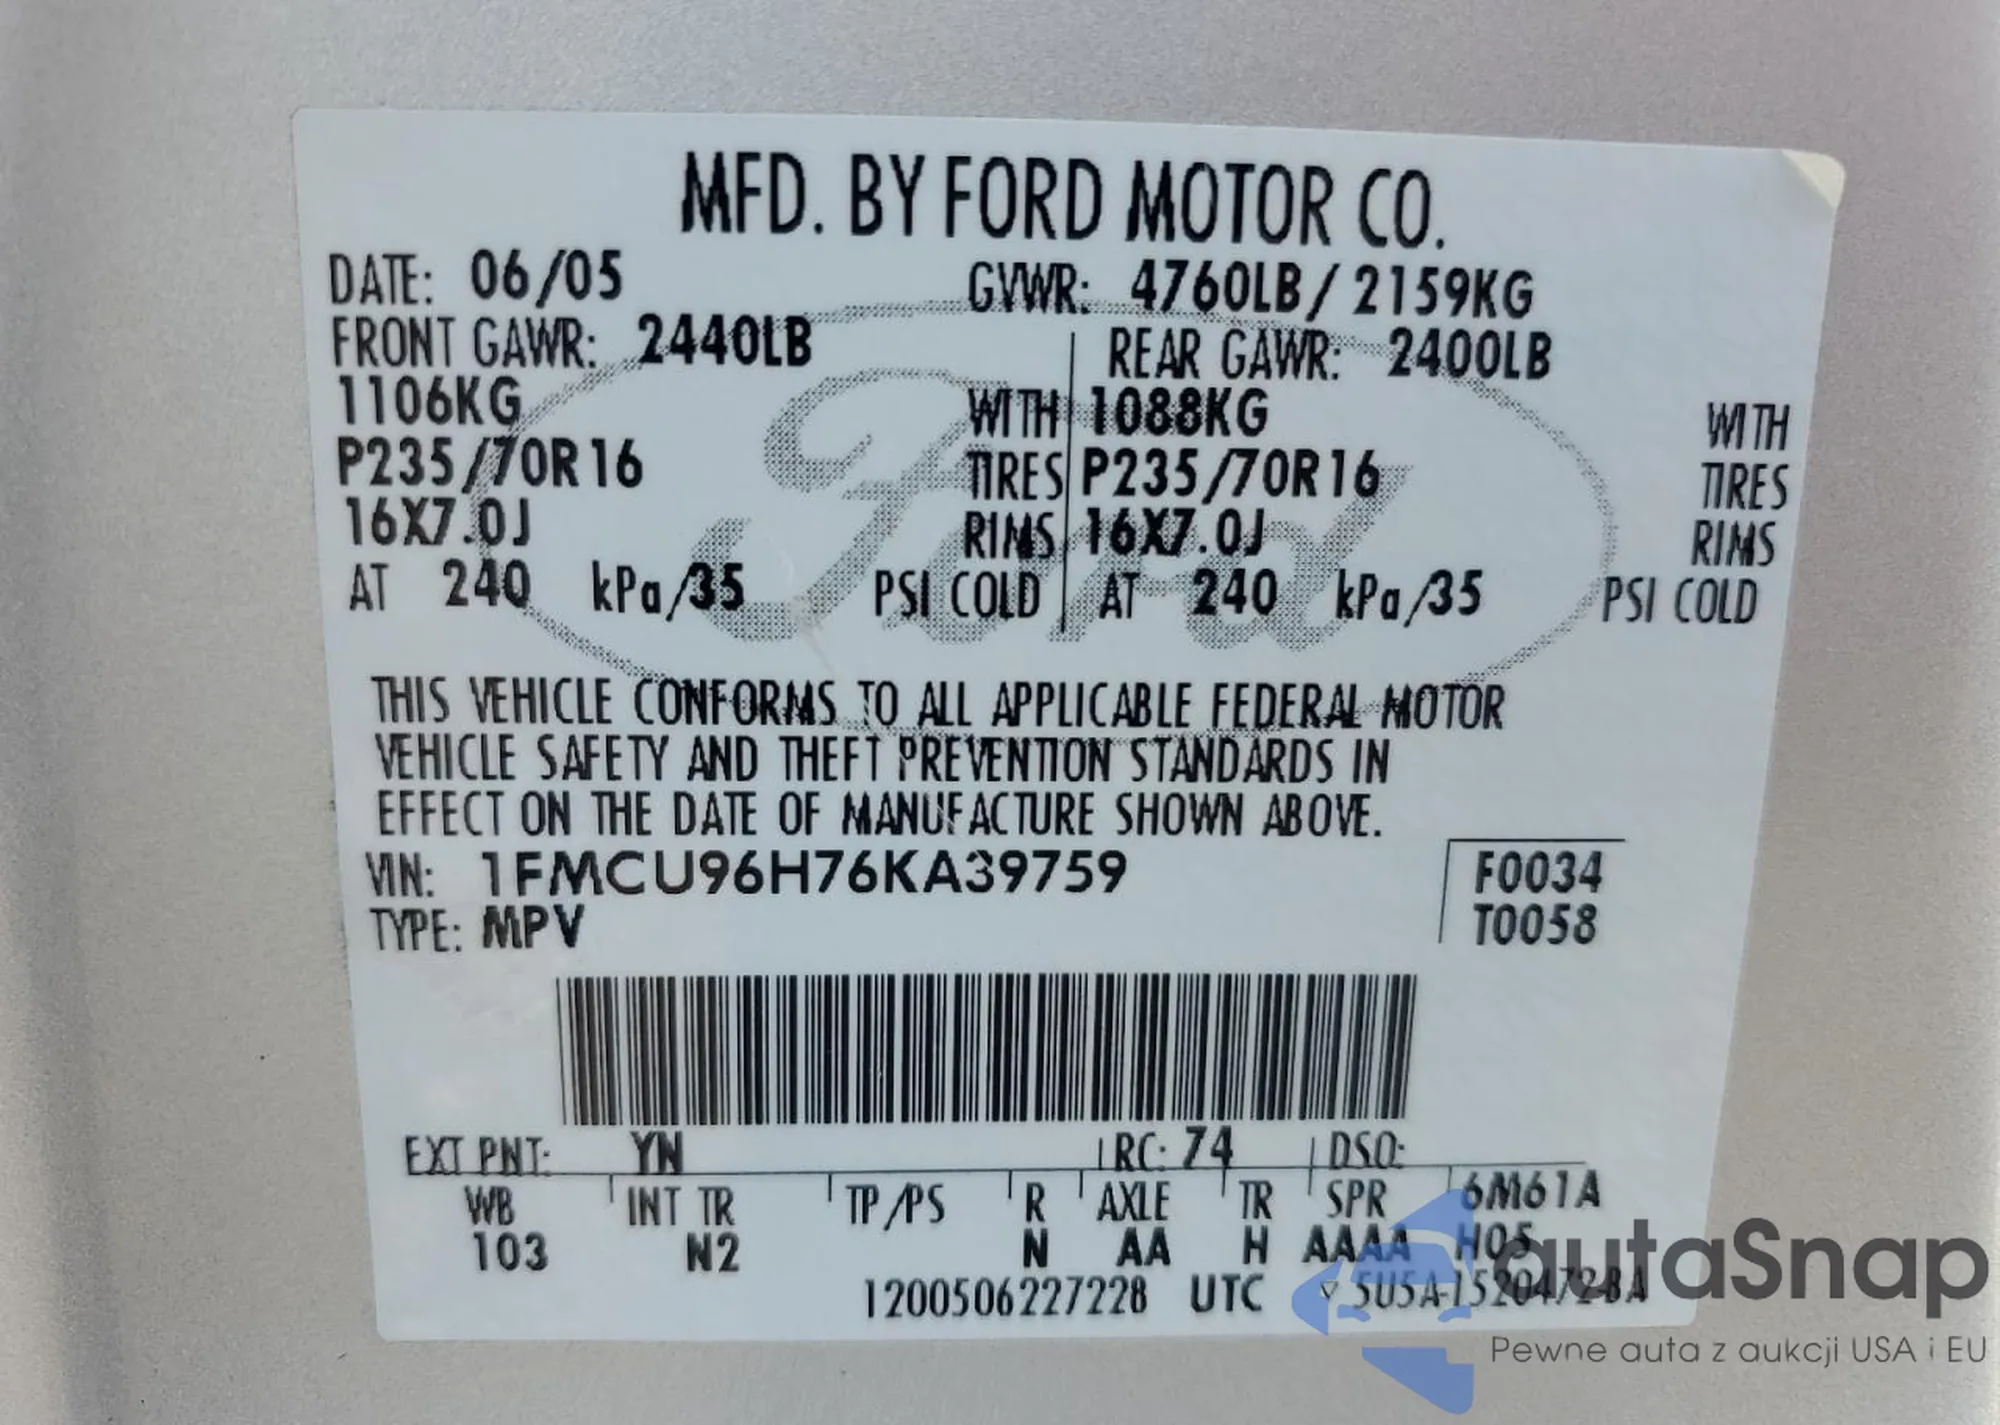 MFD. BY FORD MOTOR CO.
DATE: 06/05 GVWR: 4760LB/2159KG
FRONT GAWR: 2440LB REAR GAWR: 2400LB
1106KG WITH 1088KG WITH
P235/70R16 TIRES P235/70R16 TIRES
16X7.0J RIMS 16X7.0J RIMS
AT 240 kPa/35 PSI COLD AT 240 kPa/35 PSI COLD
Ford
THIS VEHICLE CONFORMS TO ALL APPLICABLE FEDERAL MOTOR
VEHICLE SAFETY AND THEFT PREVENTION STANDARDS IN
EFFECT ON THE DATE OF MANUFACTURE SHOWN ABOVE.
VIN: 1FMCU96H76KA39759 F0034
TYPE: MPV T0058
EXT PNT: YN RC: 74 DSO:
WB INT TR TP/PS R AXLE TR SPR 6M61A
103 N2 N AA H AAAA H05
1200506227228 UTC 5U5A-1520472-BA
autaSnap
Pewne auta z aukcji USA i EU